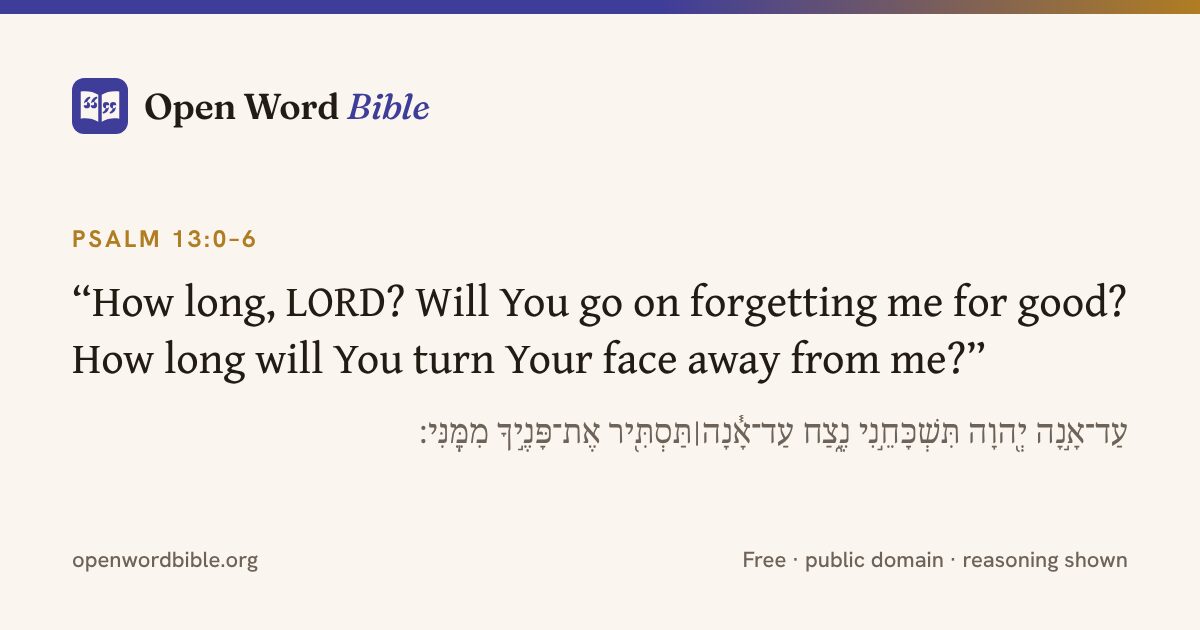 Open Word Bible
PSALM 13:0–6
“How long, LORD? Will You go on forgetting me for good?
How long will You turn Your face away from me?”
עַד־אָ֣נָה יְ֭הוָה תִּשְׁכָּחֵ֣נִי נֶ֑צַח עַד־אָ֓נָה׀תַּסְתִּ֖יר אֶת־פָּנֶ֣יךָ מִמֶּֽנִּי׃
openwordbible.org
Free · public domain · reasoning shown